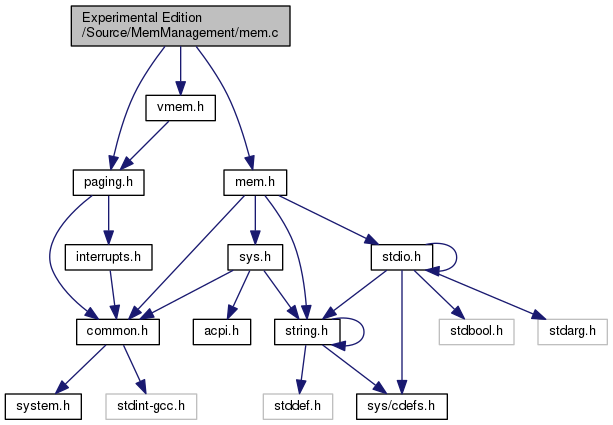 Experimental Edition
/Source/MemManagement/mem.c
vmem.h
paging.h
mem.h
interrupts.h
sys.h
stdio.h
common.h
acpi.h
string.h
stdbool.h
stdarg.h
system.h
stdint-gcc.h
stddef.h
sys/cdefs.h